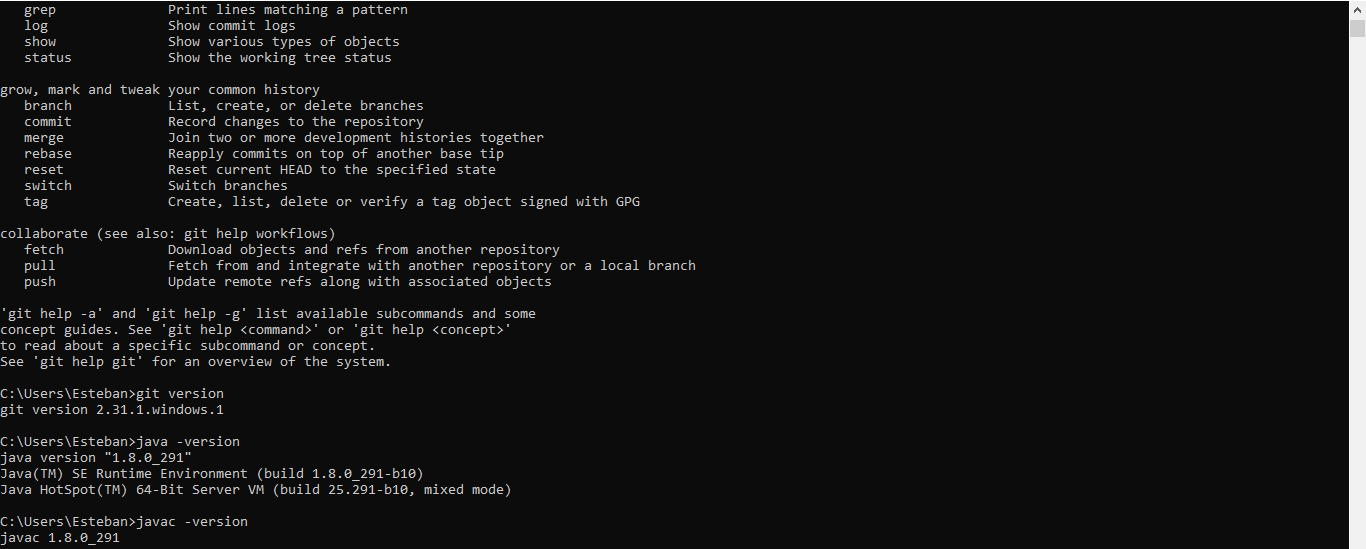 grep Print lines matching a pattern
log Show commit logs
show Show various types of objects
status Show the working tree status
grow, mark and tweak your common history
branch List, create, or delete branches
commit Record changes to the repository
merge Join two or more development histories together
rebase Reapply commits on top of another base tip
reset Reset current HEAD to the specified state
switch Switch branches
tag Create, list, delete or verify a tag object signed with GPG
collaborate (see also: git help workflows)
fetch Download objects and refs from another repository
pull Fetch from and integrate with another repository or a local branch
push Update remote refs along with associated objects
'git help -a' and 'git help -g' list available subcommands and some
concept guides. See 'git help <command>' or 'git help <concept>'
to read about a specific subcommand or concept.
See 'git help git' for an overview of the system.
C:\Users\Esteban>git version
git version 2.31.1.windows.1
C:\Users\Esteban>java -version
java version "1.8.0_291"
Java(TM) SE Runtime Environment (build 1.8.0_291-b10)
Java HotSpot(TM) 64-Bit Server VM (build 25.291-b10, mixed mode)
C:\Users\Esteban>javac -version
javac 1.8.0_291